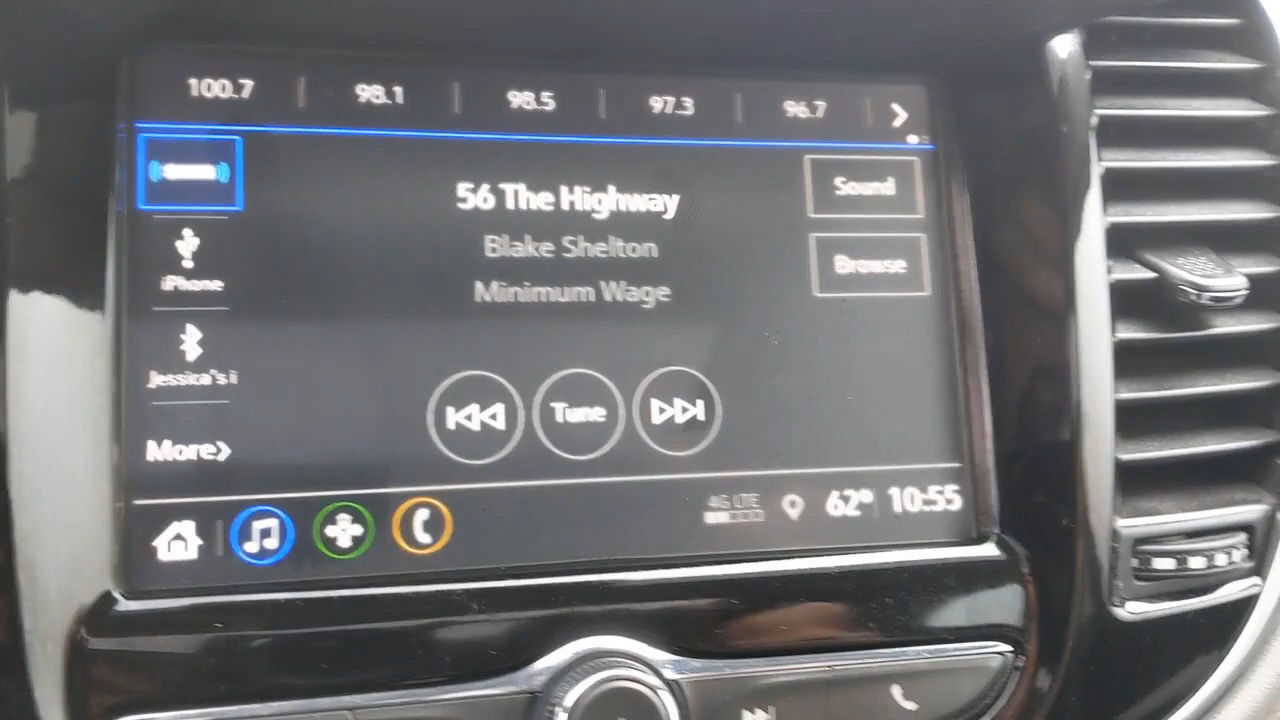 100.7 98.1 98.5 97.3 96.7
56 The Highway
Blake Shelton
Minimum Wage
Sound
Browse
iPhone
Jessica's i
More
Tune
4G LTE
62° 10:55